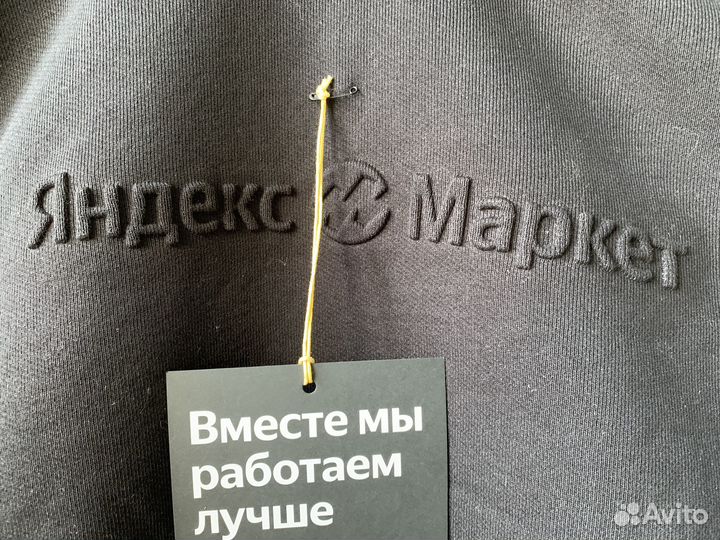 Яндекс Маркет
Вместе мы
работаем
лучше
Avito